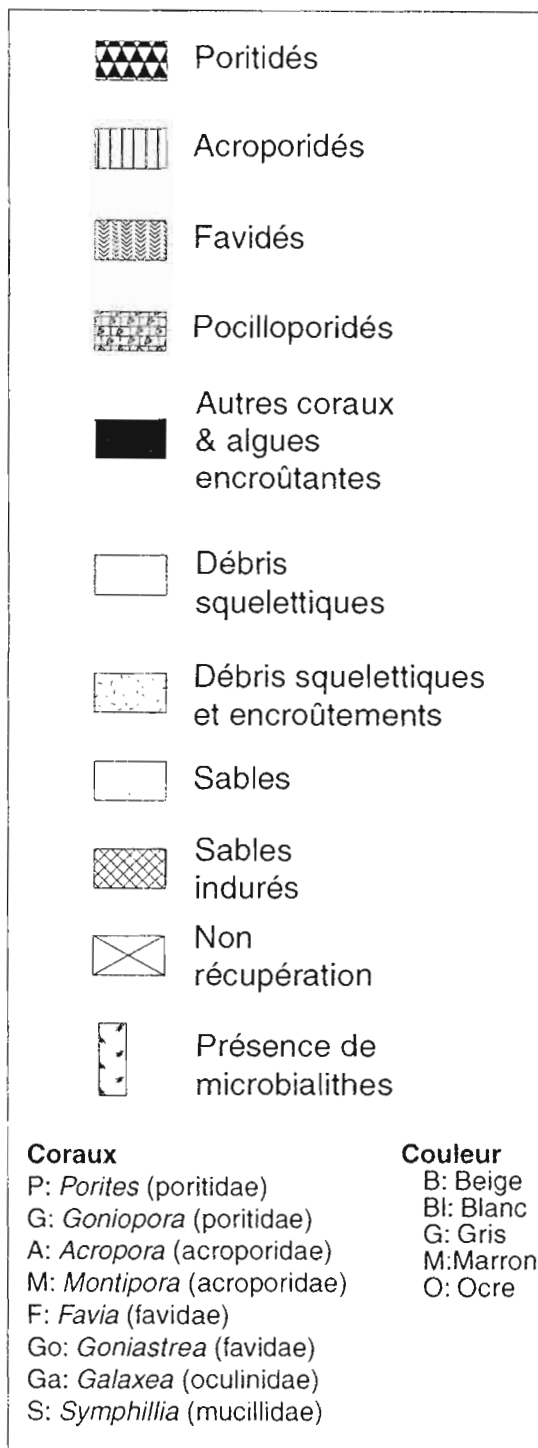 Poritidés
Acroporidés
Favidés
Pocilloporidés
Autres coraux
& algues
encroûtantes
Débris
squelettiques
Débris squelettiques
et encroûtements
Sables
Sables
indurés
Non
récupération
Présence de
microbialithes
Coraux
P: Porites (poritidae)
G: Goniopora (poritidae)
A: Acropora (acroporidae)
M: Montipora (acroporidae)
F: Favia (favidae)
Go: Goniastrea (favidae)
Ga: Galaxea (oculinidae)
S: Symphillia (mucillidae)
Couleur
B: Beige
Bl: Blanc
G: Gris
M:Marron
O: Ocre